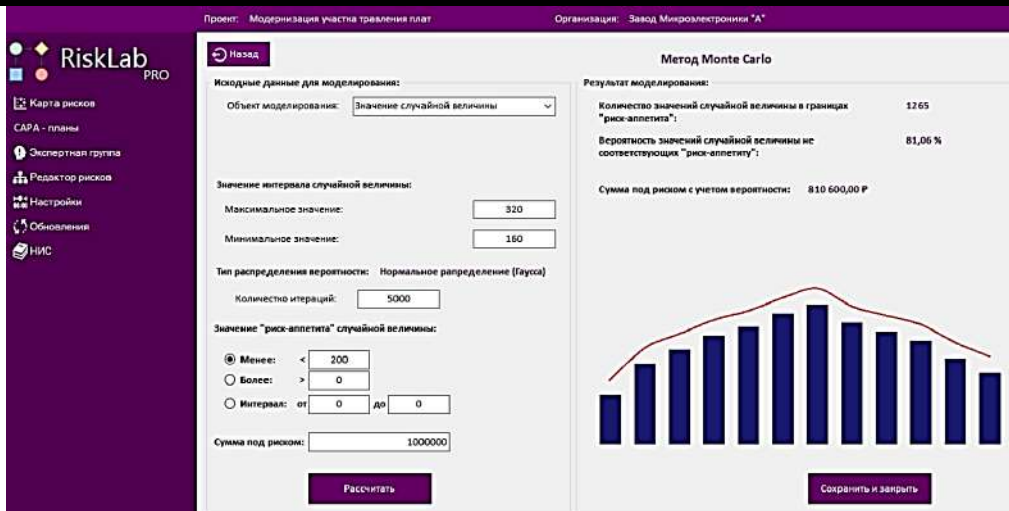 Проект: Модернизация участка травления плат
Организация: Завод Микроэлектроники "А"
RiskLab
PRO
Карта рисков
CAPA - планы
Экспертная группа
Редактор рисков
Настройки
Обновления
НИС
Назад
Метод Monte Carlo
Исходные данные для моделирования:
Объект моделирования: Значение случайной величины
Значение интервала случайной величины:
Максимальное значение: 320
Минимальное значение: 160
Тип распределения вероятности: Нормальное рапределение (Гаусса)
Количестно итераций: 5000
Значение "риск-аппетита" случайной величины:
Менее: < 200
Более: > 0
Интервал: от 0 до 0
Сумма под риском: 1000000
Рассчитать
Результат моделирования:
Количество значений случайной величины в границах
"риск-аппетита": 1265
Вероятность значений случайной величины не
соответствующих "риск-аппетиту": 81,06 %
Сумма под риском с учетом вероятности: 810 600,00 ₽
Сохранить и закрыть